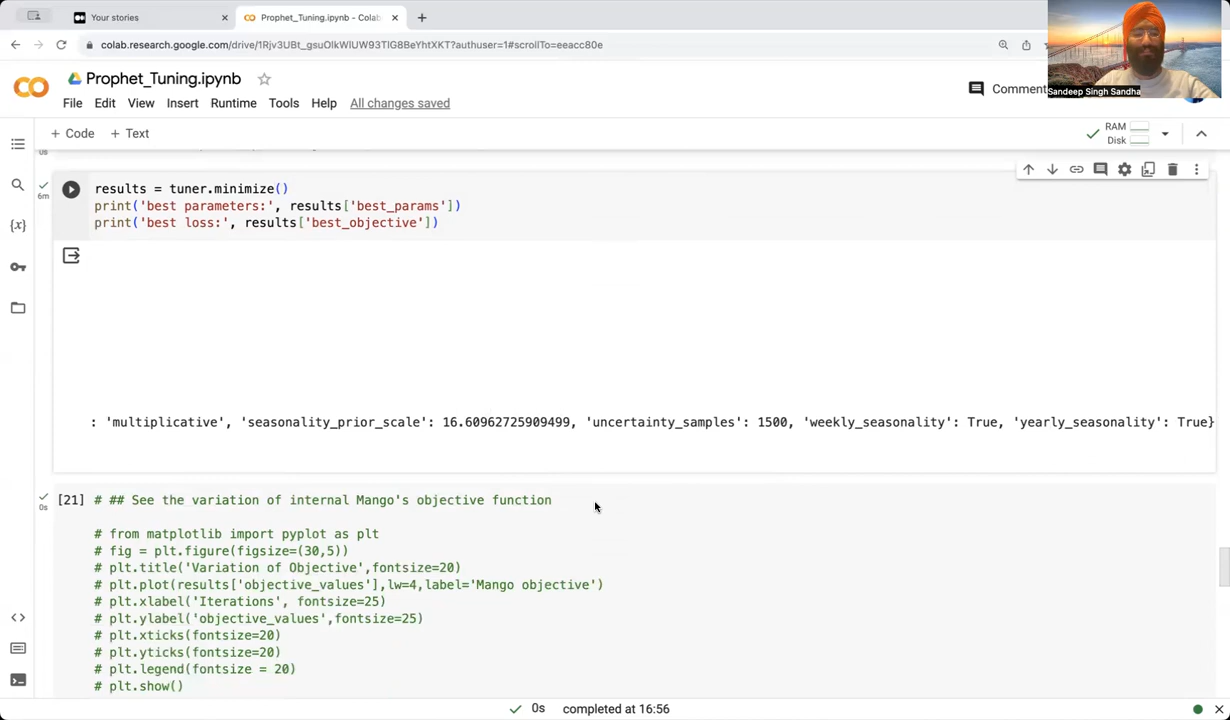 Your stories
Prophet_Tuning.ipynb - Colab
colab.research.google.com/drive/1Rjv3UBt_gsuOlkWlUW93TlG8BeYhtXKT?authuser=1#scrollTo=eeacc80e
Prophet_Tuning.ipynb
Comment
Sandeep Singh Sandha
File Edit View Insert Runtime Tools Help All changes saved
+ Code + Text
RAM
Disk
0s
6m
results = tuner.minimize()
print('best parameters:', results['best_params'])
print('best loss:', results['best_objective'])
: 'multiplicative', 'seasonality_prior_scale': 16.60962725909499, 'uncertainty_samples': 1500, 'weekly_seasonality': True, 'yearly_seasonality': True}
0s
[21] # ## See the variation of internal Mango's objective function
# from matplotlib import pyplot as plt
# fig = plt.figure(figsize=(30,5))
# plt.title('Variation of Objective',fontsize=20)
# plt.plot(results['objective_values'],lw=4,label='Mango objective')
# plt.xlabel('Iterations', fontsize=25)
# plt.ylabel('objective_values',fontsize=25)
# plt.xticks(fontsize=20)
# plt.yticks(fontsize=20)
# plt.legend(fontsize = 20)
# plt.show()
0s completed at 16:56